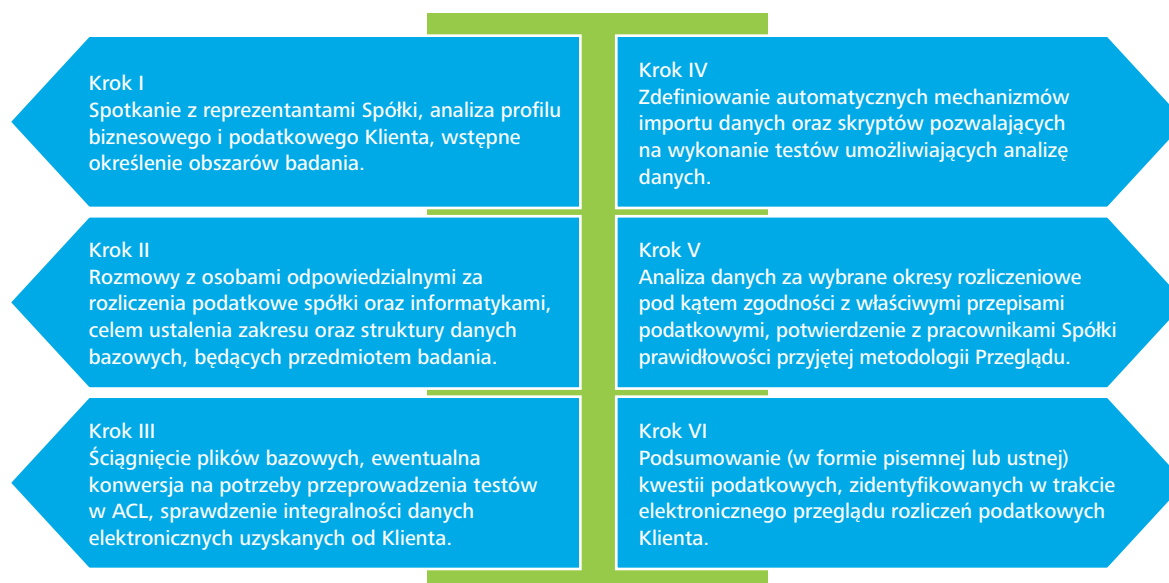 Krok I
Spotkanie z reprezentantami Spółki, analiza profilu
biznesowego i podatkowego Klienta, wstępne
określenie obszarów badania.
Krok II
Rozmowy z osobami odpowiedzialnymi za
rozliczenia podatkowe spółki oraz informatykami,
celem ustalenia zakresu oraz struktury danych
bazowych, będących przedmiotem badania.
Krok III
Ściągnięcie plików bazowych, ewentualna
konwersja na potrzeby przeprowadzenia testów
w ACL, sprawdzenie integralności danych
elektronicznych uzyskanych od Klienta.
Krok IV
Zdefiniowanie automatycznych mechanizmów
importu danych oraz skryptów pozwalających
na wykonanie testów umożliwiających analizę
danych.
Krok V
Analiza danych za wybrane okresy rozliczeniowe
pod kątem zgodności z właściwymi przepisami
podatkowymi, potwierdzenie z pracownikami Spółki
prawidłowości przyjętej metodologii Przeglądu.
Krok VI
Podsumowanie (w formie pisemnej lub ustnej)
kwestii podatkowych, zidentyfikowanych w trakcie
elektronicznego przeglądu rozliczeń podatkowych
Klienta.